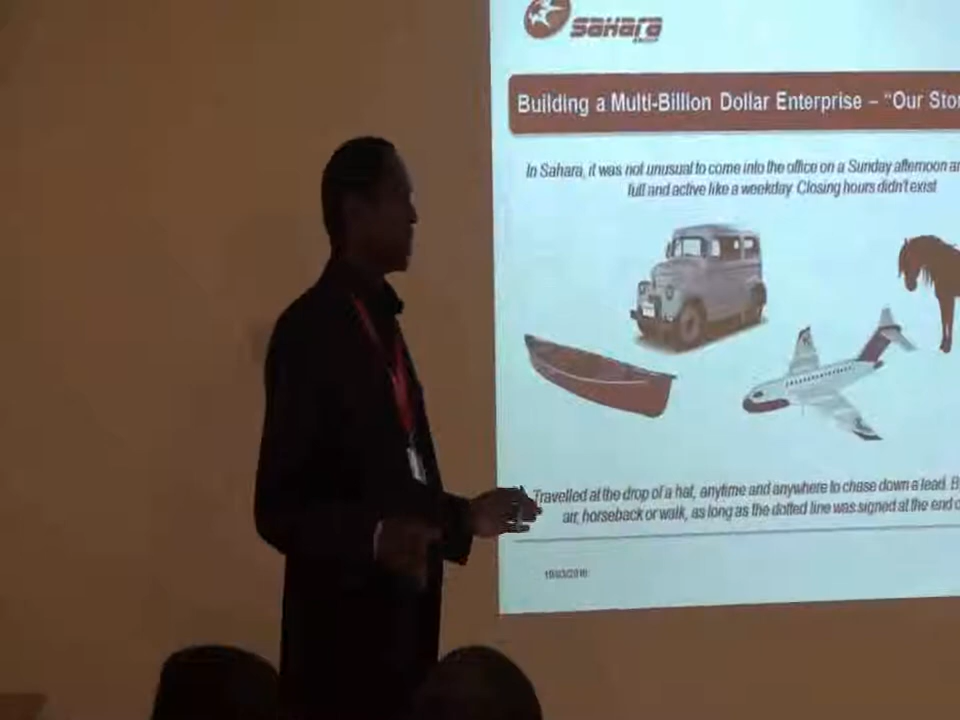 SAHARA
GROUP
Building a Multi-Billion Dollar Enterprise – "Our Stor
In Sahara, it was not unusual to come into the office on a Sunday afternoon an
full and active like a weekday. Closing hours didn't exist
Travelled at the drop of a hat, anytime and anywhere to chase down a lead. B
air, horseback or walk, as long as the dotted line was signed at the end o